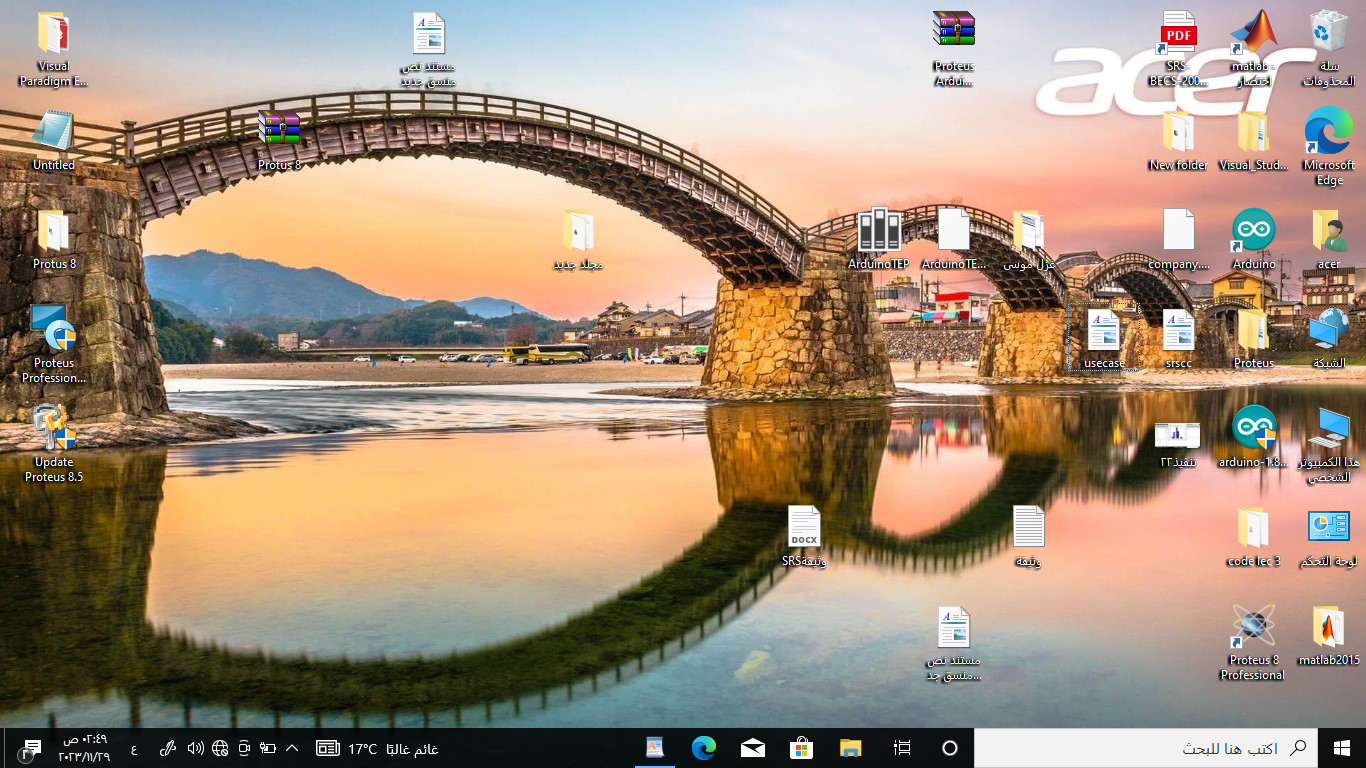 acer
سلة
المحذوفات
Microsoft
Edge
acer
الشبكة
هذا الكمبيوتر
الشخصي
لوحة التحكم
matlab2015
matlab -
اختصار
Visual_Stud...
Arduino
Proteus
arduino-1.8...
code lec 3
Proteus 8
Professional
PDF
SRS-
BECS-200...
New folder
company....
srscc
تنفيذ٢٢
usecase
غزل موسى
وثيقة
Proteus
Ardui...
ArduinoTE...
مستند نص
منسق جد...
ArduinoTEP
DOCX
وثيقةSRS
مجلد جديد
مستند نص
منسق جديد
Protus 8
Visual
Paradigm E...
Untitled
Protus 8
Proteus
Profession...
Update
Proteus 8.5
اكتب هنا للبحث
غائم غالبًا 17°C
ع
٠٢:٤٩ ص
٢٠٢٣/١١/٢٩